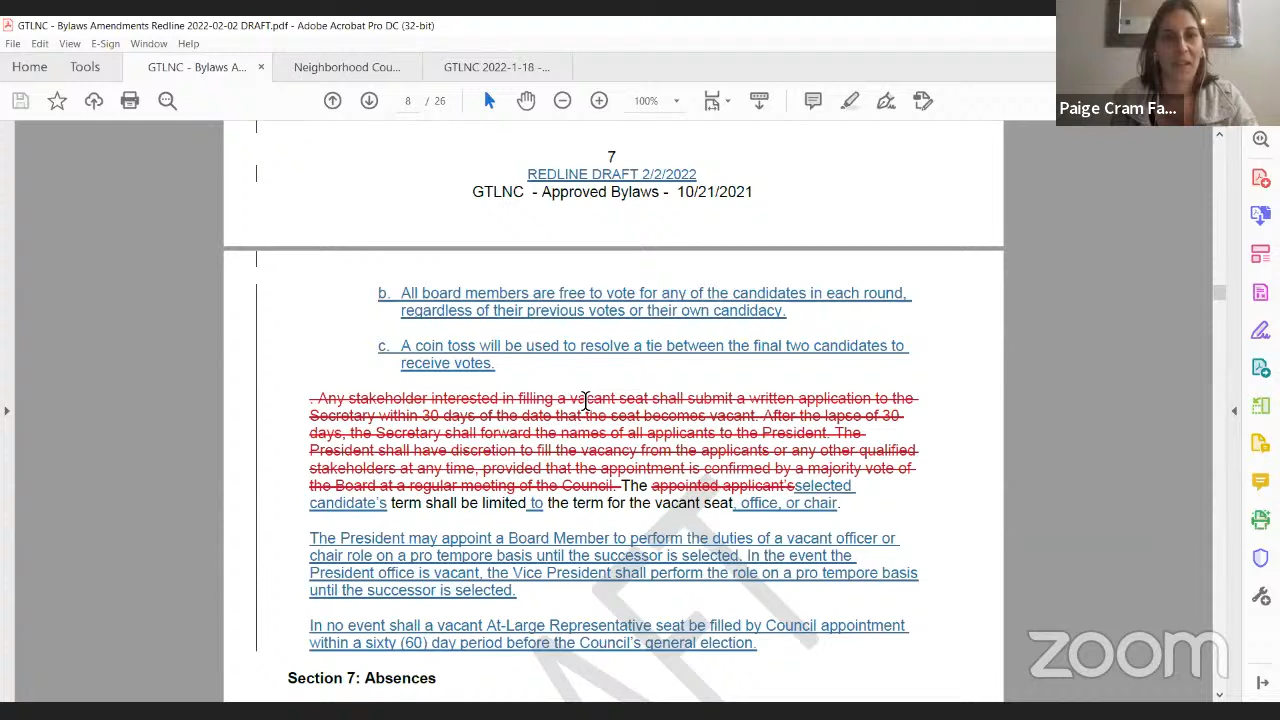 GTLNC - Bylaws Amendments Redline 2022-02-02 DRAFT.pdf - Adobe Acrobat Pro DC (32-bit)
File Edit View E-Sign Window Help
Home Tools GTLNC - Bylaws A... × Neighborhood Cou... GTLNC 2022-1-18 -...
8 / 26 100%
Paige Cram Fa...
7
REDLINE DRAFT 2/2/2022
GTLNC - Approved Bylaws - 10/21/2021
b. All board members are free to vote for any of the candidates in each round,
regardless of their previous votes or their own candidacy.
c. A coin toss will be used to resolve a tie between the final two candidates to
receive votes.
. Any stakeholder interested in filling a vacant seat shall submit a written application to the
Secretary within 30 days of the date that the seat becomes vacant. After the lapse of 30
days, the Secretary shall forward the names of all applicants to the President. The
President shall have discretion to fill the vacancy from the applicants or any other qualified
stakeholders at any time, provided that the appointment is confirmed by a majority vote of
the Board at a regular meeting of the Council. The appointed applicant's selected
candidate's term shall be limited to the term for the vacant seat, office, or chair.
The President may appoint a Board Member to perform the duties of a vacant officer or
chair role on a pro tempore basis until the successor is selected. In the event the
President office is vacant, the Vice President shall perform the role on a pro tempore basis
until the successor is selected.
In no event shall a vacant At-Large Representative seat be filled by Council appointment
within a sixty (60) day period before the Council's general election.
Section 7: Absences
zoom